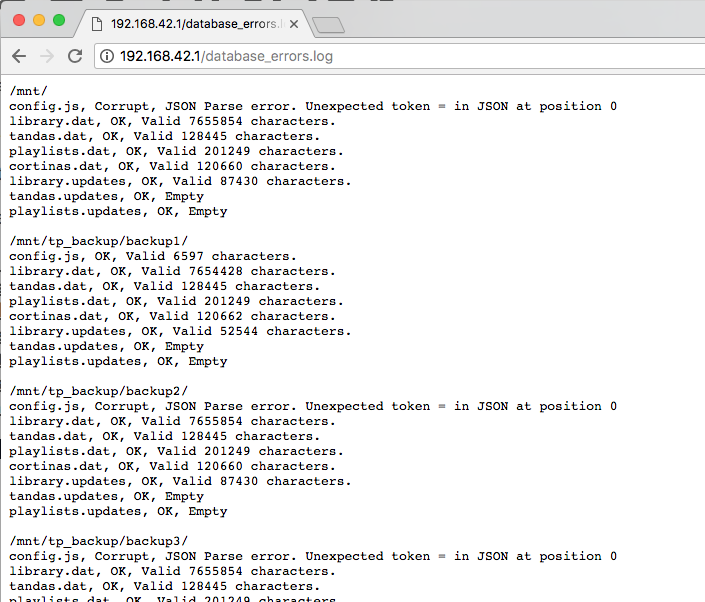 192.168.42.1/database_errors.l
192.168.42.1/database_errors.log
/mnt/
config.js, Corrupt, JSON Parse error. Unexpected token = in JSON at position 0
library.dat, OK, Valid 7655854 characters.
tandas.dat, OK, Valid 128445 characters.
playlists.dat, OK, Valid 201249 characters.
cortinas.dat, OK, Valid 120660 characters.
library.updates, OK, Valid 87430 characters.
tandas.updates, OK, Empty
playlists.updates, OK, Empty
/mnt/tp_backup/backup1/
config.js, OK, Valid 6597 characters.
library.dat, OK, Valid 7654428 characters.
tandas.dat, OK, Valid 128445 characters.
playlists.dat, OK, Valid 201249 characters.
cortinas.dat, OK, Valid 120662 characters.
library.updates, OK, Valid 52544 characters.
tandas.updates, OK, Empty
playlists.updates, OK, Empty
/mnt/tp_backup/backup2/
config.js, Corrupt, JSON Parse error. Unexpected token = in JSON at position 0
library.dat, OK, Valid 7655854 characters.
tandas.dat, OK, Valid 128445 characters.
playlists.dat, OK, Valid 201249 characters.
cortinas.dat, OK, Valid 120660 characters.
library.updates, OK, Valid 87430 characters.
tandas.updates, OK, Empty
playlists.updates, OK, Empty
/mnt/tp_backup/backup3/
config.js, Corrupt, JSON Parse error. Unexpected token = in JSON at position 0
library.dat, OK, Valid 7655854 characters.
tandas.dat, OK, Valid 128445 characters.
playlists.dat, OK, Valid 201249 characters.